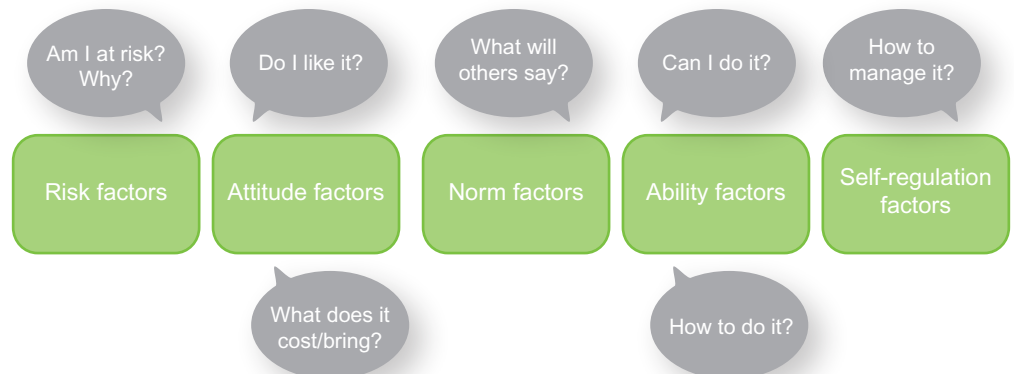 Am I at risk?
Why?
Do I like it?
What will
others say?
Can I do it?
How to
manage it?
Risk factors
Attitude factors
Norm factors
Ability factors
Self-regulation
factors
What does it
cost/bring?
How to do it?